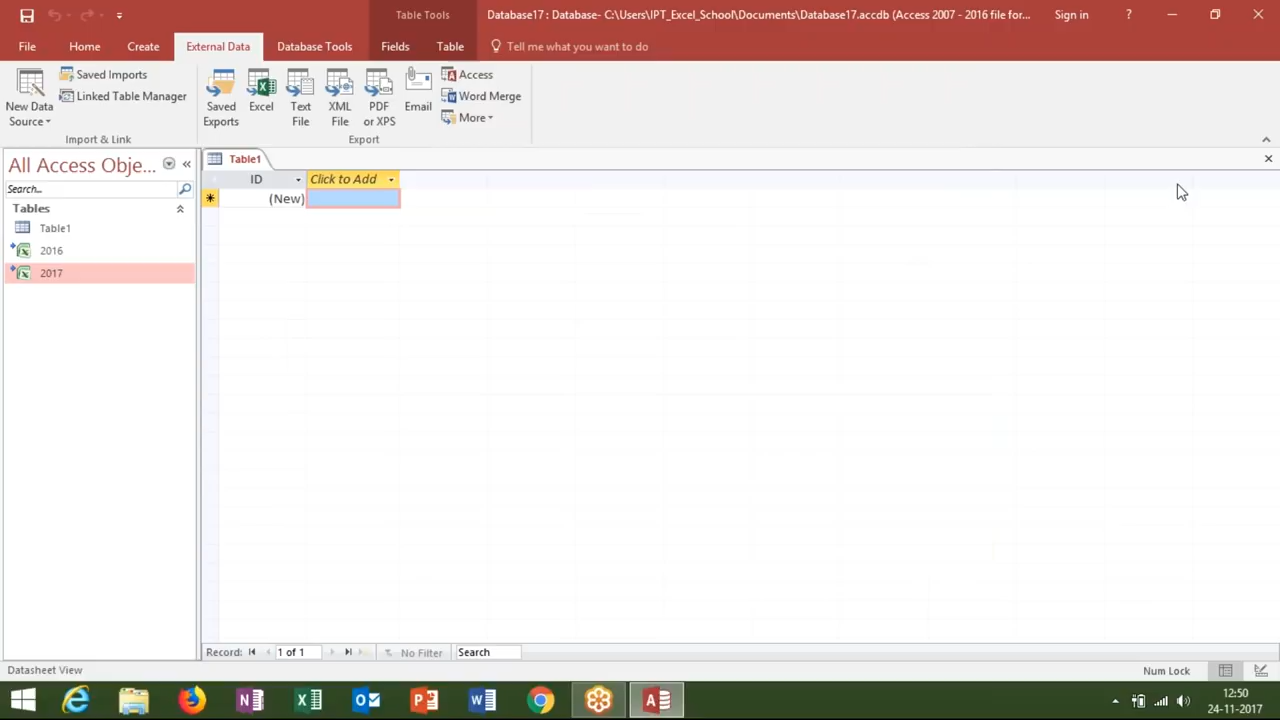 Table Tools
Database17 : Database- C:\Users\IPT_Excel_School\Documents\Database17.accdb (Access 2007 - 2016 file for...
Sign in
?
File
Home
Create
External Data
Database Tools
Fields
Table
Tell me what you want to do
New Data
Source
Saved Imports
Linked Table Manager
Import & Link
Saved
Exports
Excel
Text
File
XML
File
PDF
or XPS
Email
Access
Word Merge
More
Export
All Access Obje...
Search...
Tables
Table1
2016
2017
Table1
ID
Click to Add
(New)
Record:
1 of 1
No Filter
Search
Datasheet View
Num Lock
12:50
24-11-2017